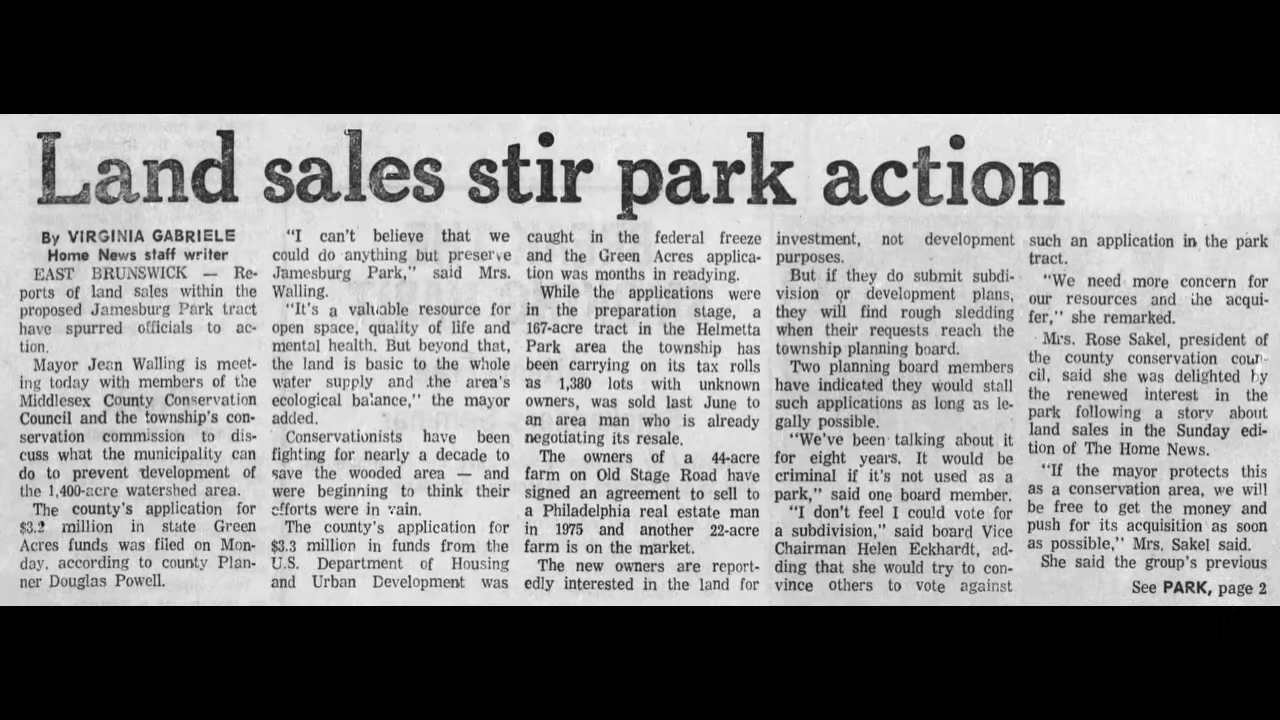 Land sales stir park action
By VIRGINIA GABRIELE
Home News staff writer
EAST BRUNSWICK — Re-
ports of land sales within the
proposed Jamesburg Park tract
have spurred officials to ac-
tion.
Mayor Jean Walling is meet-
ing today with members of the
Middlesex County Conservation
Council and the township's con-
servation commission to dis-
cuss what the municipality can
do to prevent development of
the 1,400-acre watershed area.
The county's application for
$3.2 million in state Green
Acres funds was filed on Mon-
day, according to county Plan-
ner Douglas Powell.
"I can't believe that we
could do anything but preserve
Jamesburg Park," said Mrs.
Walling.
"It's a valuable resource for
open space, quality of life and
mental health. But beyond that,
the land is basic to the whole
water supply and the area's
ecological balance," the mayor
added.
Conservationists have been
fighting for nearly a decade to
save the wooded area — and
were beginning to think their
efforts were in vain.
The county's application for
$3.3 million in funds from the
U.S. Department of Housing
and Urban Development was
caught in the federal freeze
and the Green Acres applica-
tion was months in readying.
While the applications were
in the preparation stage, a
167-acre tract in the Helmetta
Park area the township has
been carrying on its tax rolls
as 1,380 lots with unknown
owners, was sold last June to
an area man who is already
negotiating its resale.
The owners of a 44-acre
farm on Old Stage Road have
signed an agreement to sell to
a Philadelphia real estate man
in 1975 and another 22-acre
farm is on the market.
The new owners are report-
edly interested in the land for
investment, not development
purposes.
But if they do submit subdi-
vision or development plans,
they will find rough sledding
when their requests reach the
township planning board.
Two planning board members
have indicated they would stall
such applications as long as le-
gally possible.
"We've been talking about it
for eight years. It would be
criminal if it's not used as a
park," said one board member.
"I don't feel I could vote for
a subdivision," said board Vice
Chairman Helen Eckhardt, ad-
ding that she would try to con-
vince others to vote against
such an application in the park
tract.
"We need more concern for
our resources and the acqui-
fer," she remarked.
Mrs. Rose Sakel, president of
the county conservation coun-
cil, said she was delighted by
the renewed interest in the
park following a story about
land sales in the Sunday edi-
tion of The Home News.
"If the mayor protects this
as a conservation area, we will
be free to get the money and
push for its acquisition as soon
as possible," Mrs. Sakel said.
She said the group's previous
See PARK, page 2